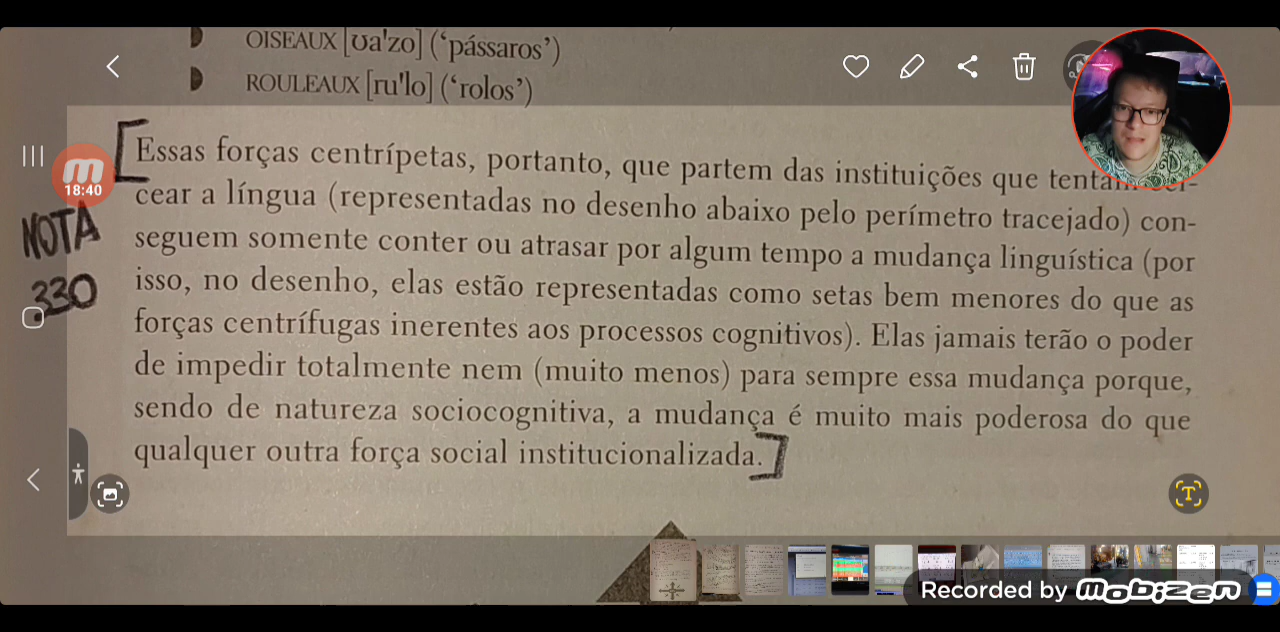 OISEAUX [ʊa'zo] ('pássaros')
ROULEAUX [ru'lo] ('rolos')
Essas forças centrípetas, portanto, que partem das instituições que
cear a língua (representadas no desenho abaixo pelo perímetro tracejado) con-
seguem somente conter ou atrasar por algum tempo a mudança linguística (por
isso, no desenho, elas estão representadas como setas bem menores do que as
forças centrífugas inerentes aos processos cognitivos). Elas jamais terão o poder
de impedir totalmente nem (muito menos) para sempre essa mudança porque,
sendo de natureza sociocognitiva, a mudança é muito mais poderosa do que
qualquer outra força social institucionalizada.
18:40
NOTA
330
T
Recorded by mobizen